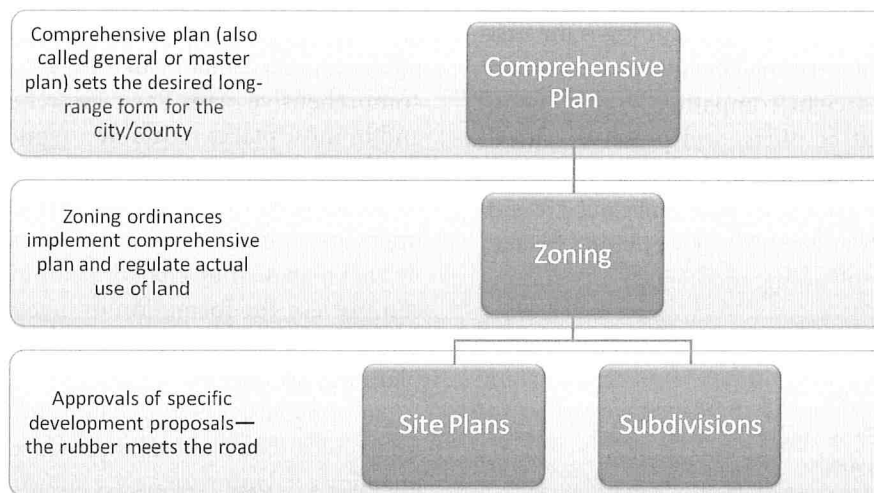 Comprehensive plan (also
called general or master
plan) sets the desired long-
range form for the
city/county
Comprehensive
Plan
Zoning ordinances
implement comprehensive
plan and regulate actual
use of land
Zoning
Approvals of specific
development proposals—
the rubber meets the road
Site Plans
Subdivisions